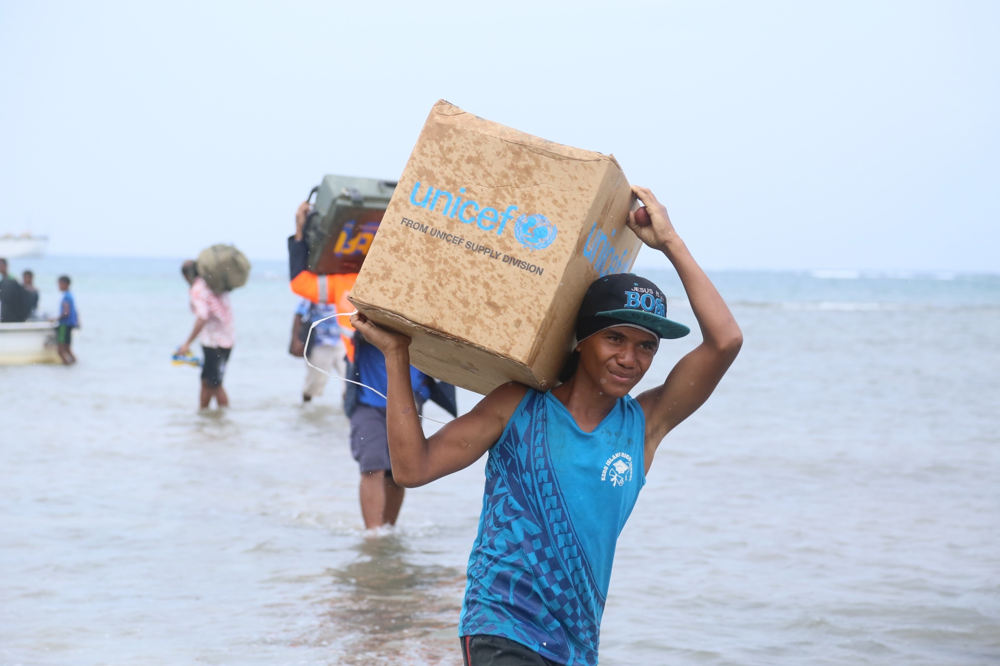 unicef
FROM UNICEF SUPPLY DIVISION
unicef
JESUS IS MY
BOSS
KORO ISLAND HIGH SCHOOL